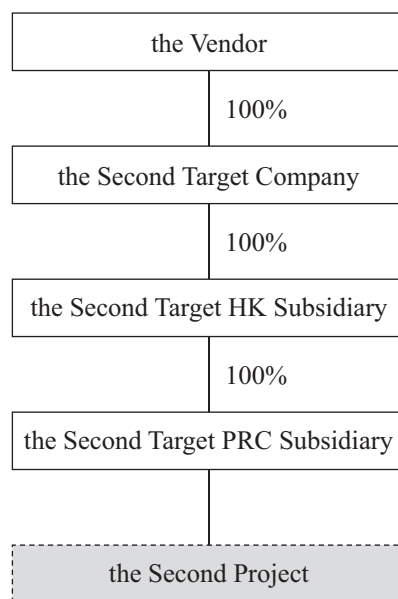 the Vendor
100%
the Second Target Company
100%
the Second Target HK Subsidiary
100%
the Second Target PRC Subsidiary
the Second Project